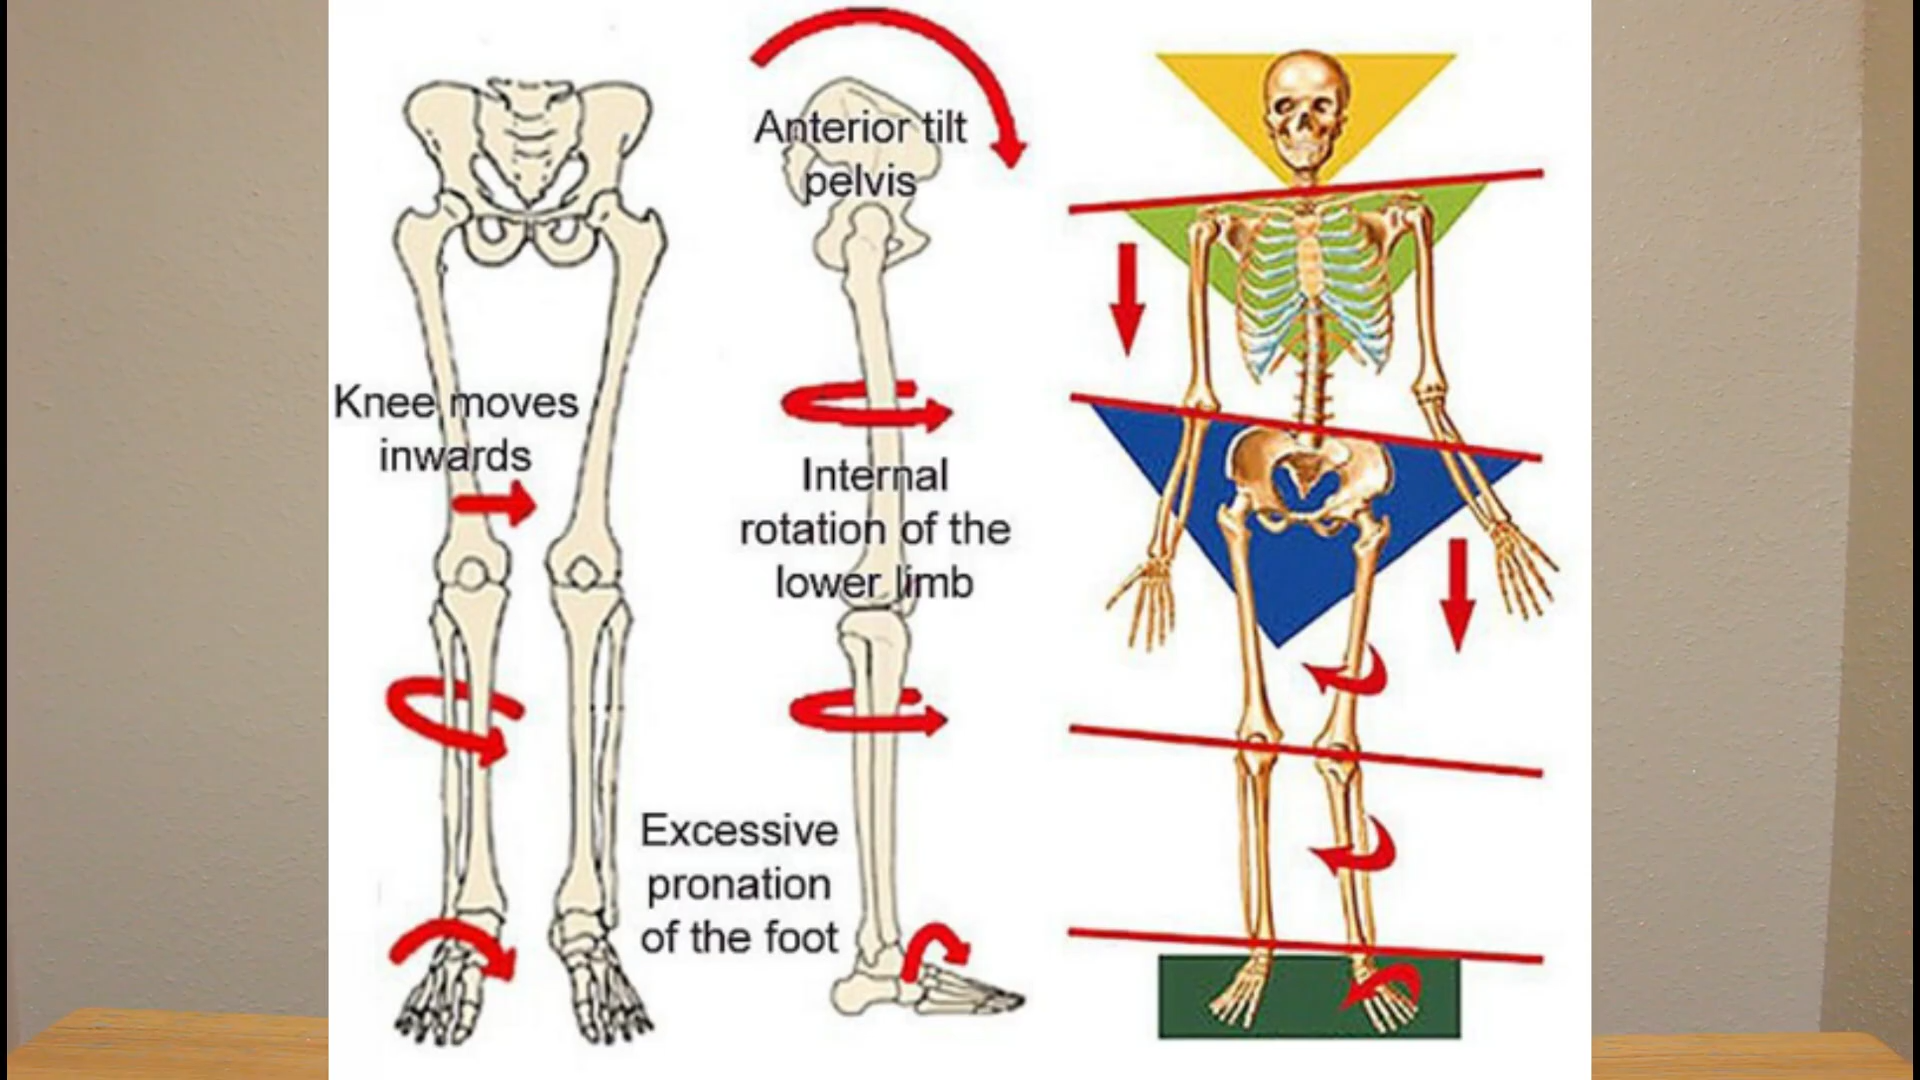 Anterior tilt
pelvis
Knee moves
inwards
Internal
rotation of the
lower limb
Excessive
pronation
of the foot